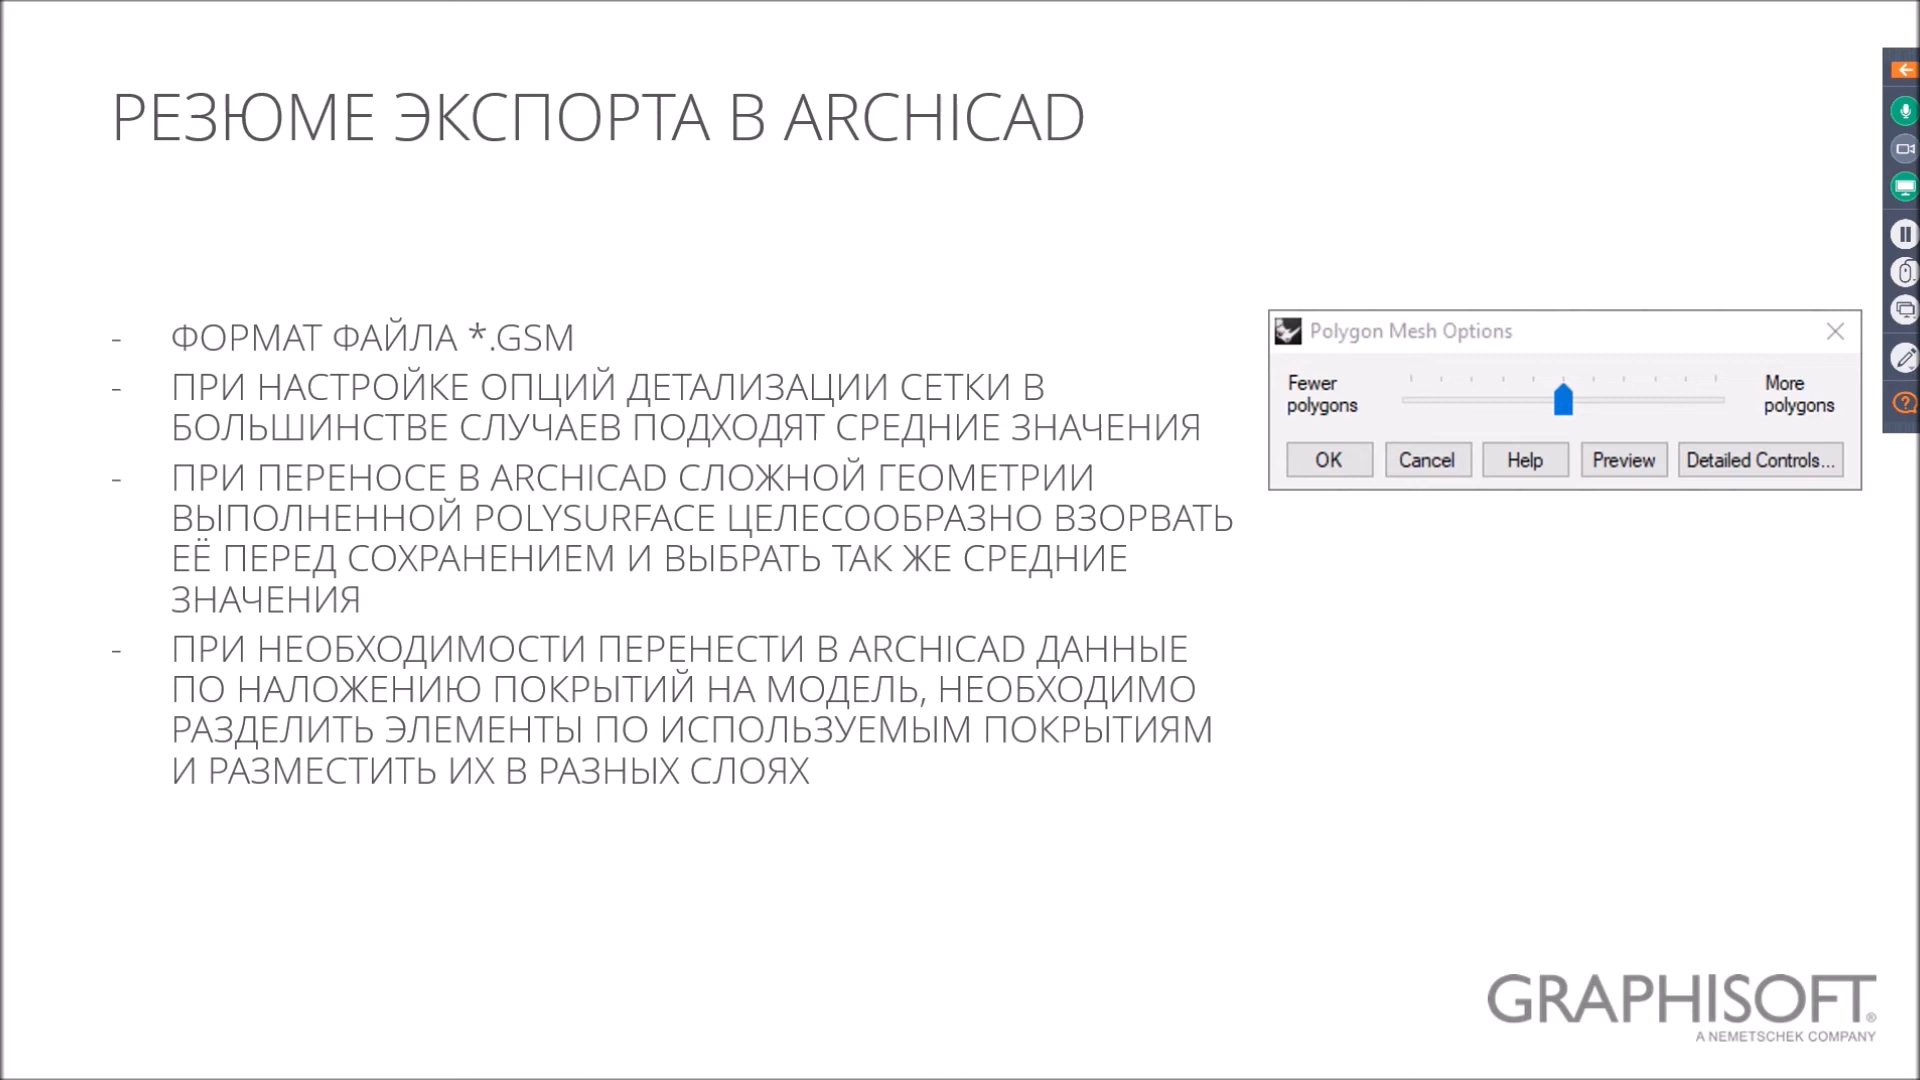 РЕЗЮМЕ ЭКСПОРТА В ARCHICAD
- ФОРМАТ ФАЙЛА *.GSM
- ПРИ НАСТРОЙКЕ ОПЦИЙ ДЕТАЛИЗАЦИИ СЕТКИ В
БОЛЬШИНСТВЕ СЛУЧАЕВ ПОДХОДЯТ СРЕДНИЕ ЗНАЧЕНИЯ
- ПРИ ПЕРЕНОСЕ В ARCHICAD СЛОЖНОЙ ГЕОМЕТРИИ
ВЫПОЛНЕННОЙ POLYSURFACE ЦЕЛЕСООБРАЗНО ВЗОРВАТЬ
ЕЁ ПЕРЕД СОХРАНЕНИЕМ И ВЫБРАТЬ ТАК ЖЕ СРЕДНИЕ
ЗНАЧЕНИЯ
- ПРИ НЕОБХОДИМОСТИ ПЕРЕНЕСТИ В ARCHICAD ДАННЫЕ
ПО НАЛОЖЕНИЮ ПОКРЫТИЙ НА МОДЕЛЬ, НЕОБХОДИМО
РАЗДЕЛИТЬ ЭЛЕМЕНТЫ ПО ИСПОЛЬЗУЕМЫМ ПОКРЫТИЯМ
И РАЗМЕСТИТЬ ИХ В РАЗНЫХ СЛОЯХ
Polygon Mesh Options
Fewer
polygons
More
polygons
OK Cancel Help Preview Detailed Controls...
GRAPHISOFT®
A NEMETSCHEK COMPANY